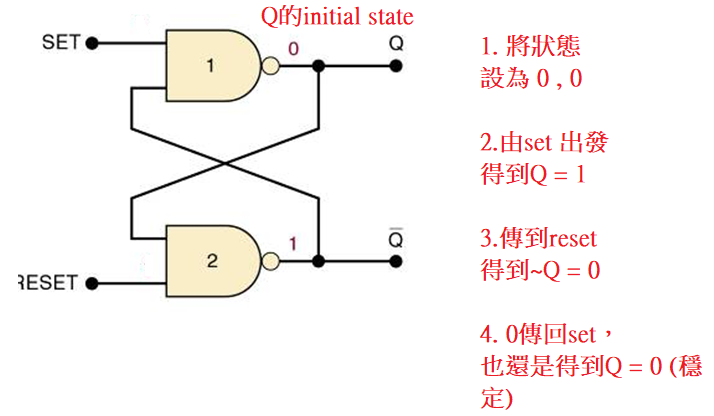 Q的initial state
SET
0
Q
1
1
Q̅
2
RESET
1. 將狀態
設為 0 , 0
2.由set 出發
得到Q = 1
3.傳到reset
得到~Q = 0
4. 0傳回set，
也還是得到Q = 0 (穩
定)